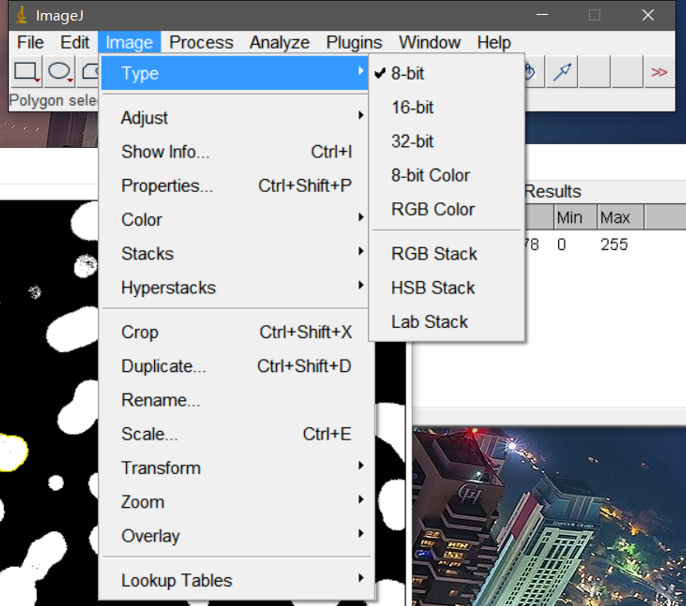 ImageJ
File Edit Image Process Analyze Plugins Window Help
>>
Polygon selec
Type
Adjust
Show Info... Ctrl+I
Properties... Ctrl+Shift+P
Color
Stacks
Hyperstacks
Crop Ctrl+Shift+X
Duplicate... Ctrl+Shift+D
Rename...
Scale... Ctrl+E
Transform
Zoom
Overlay
Lookup Tables
8-bit
16-bit
32-bit
8-bit Color
RGB Color
RGB Stack
HSB Stack
Lab Stack
Results
Min Max
78 0 255